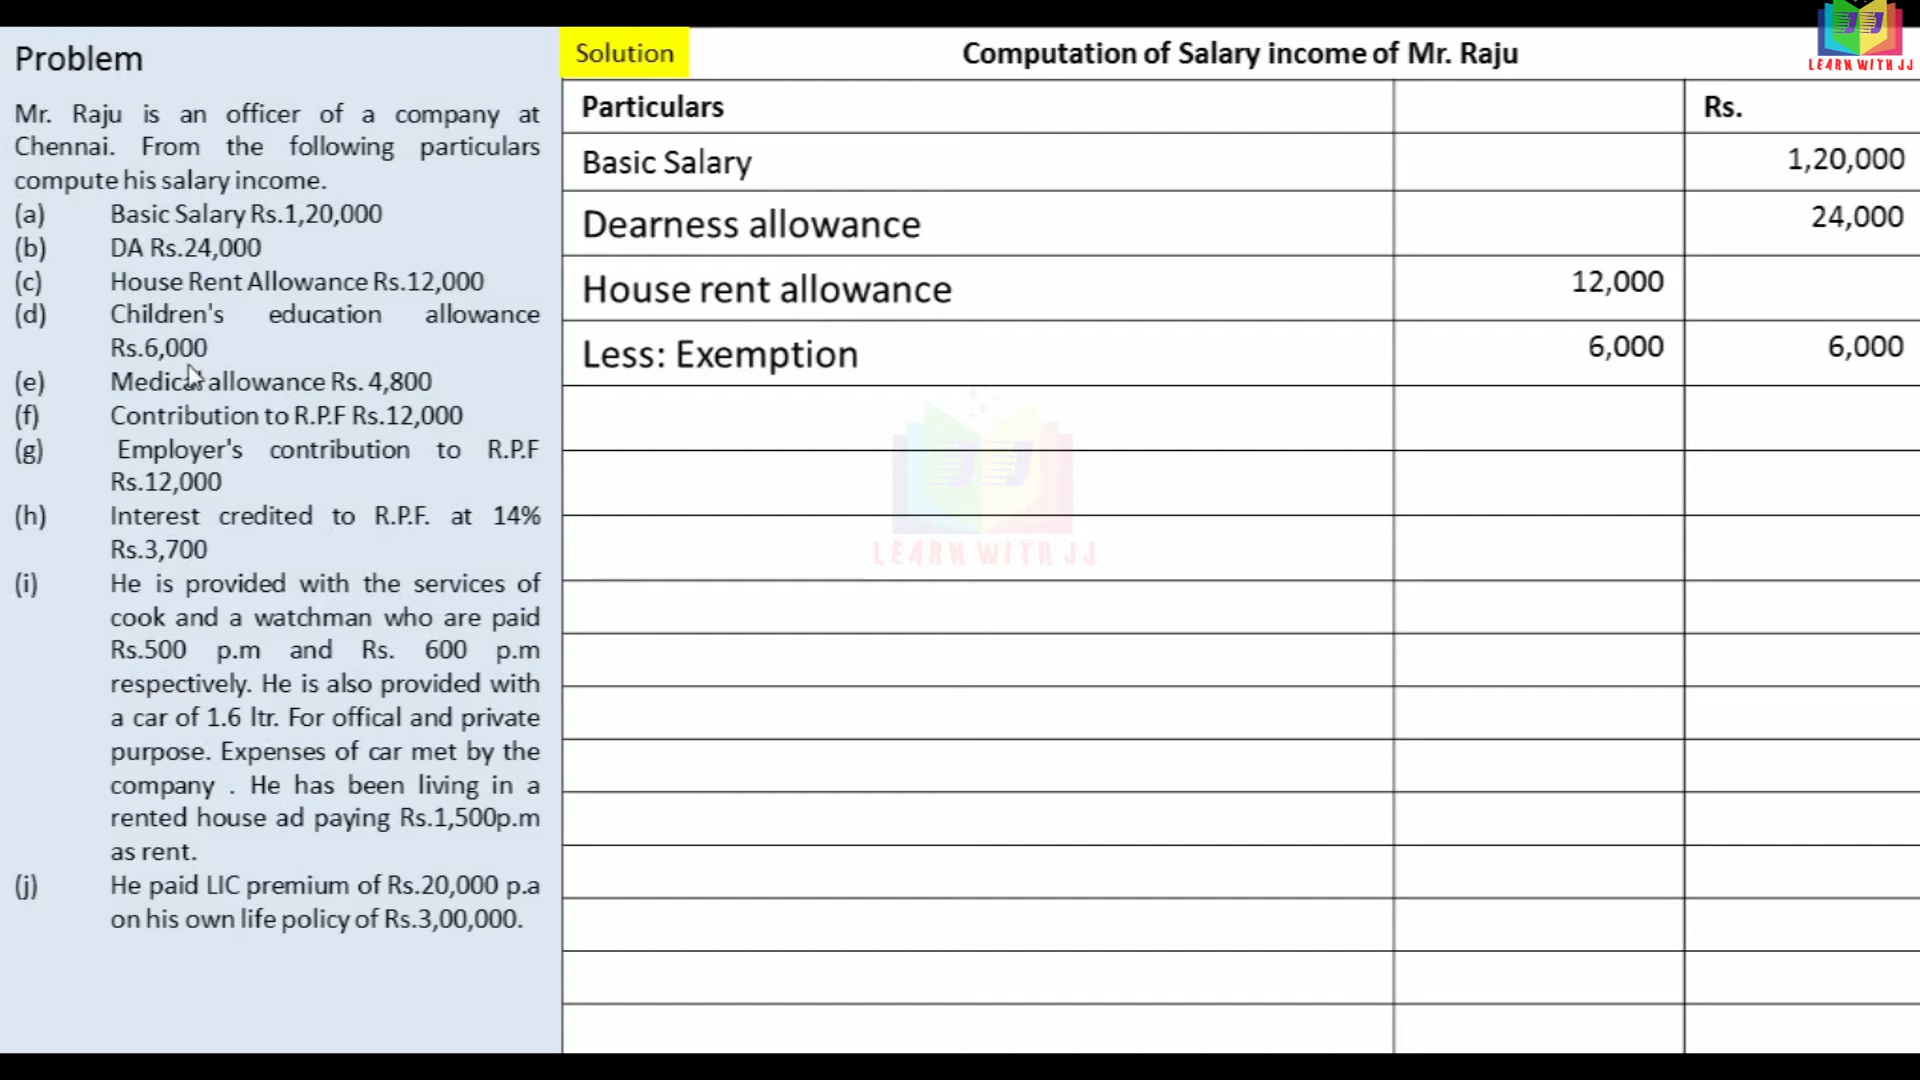 Problem
Mr. Raju is an officer of a company at
Chennai. From the following particulars
compute his salary income.
(a) Basic Salary Rs.1,20,000
(b) DA Rs.24,000
(c) House Rent Allowance Rs.12,000
(d) Children's education allowance
Rs.6,000
(e) Medical allowance Rs. 4,800
(f) Contribution to R.P.F Rs.12,000
(g) Employer's contribution to R.P.F
Rs.12,000
(h) Interest credited to R.P.F. at 14%
Rs.3,700
(i) He is provided with the services of
cook and a watchman who are paid
Rs.500 p.m and Rs. 600 p.m
respectively. He is also provided with
a car of 1.6 ltr. For offical and private
purpose. Expenses of car met by the
company . He has been living in a
rented house ad paying Rs.1,500p.m
as rent.
(j) He paid LIC premium of Rs.20,000 p.a
on his own life policy of Rs.3,00,000.
Solution
Computation of Salary income of Mr. Raju
Particulars Rs.
Basic Salary 1,20,000
Dearness allowance 24,000
House rent allowance 12,000
Less: Exemption 6,000 6,000
JJ
LEARN WITH JJ
JJ
LEARN WITH JJ